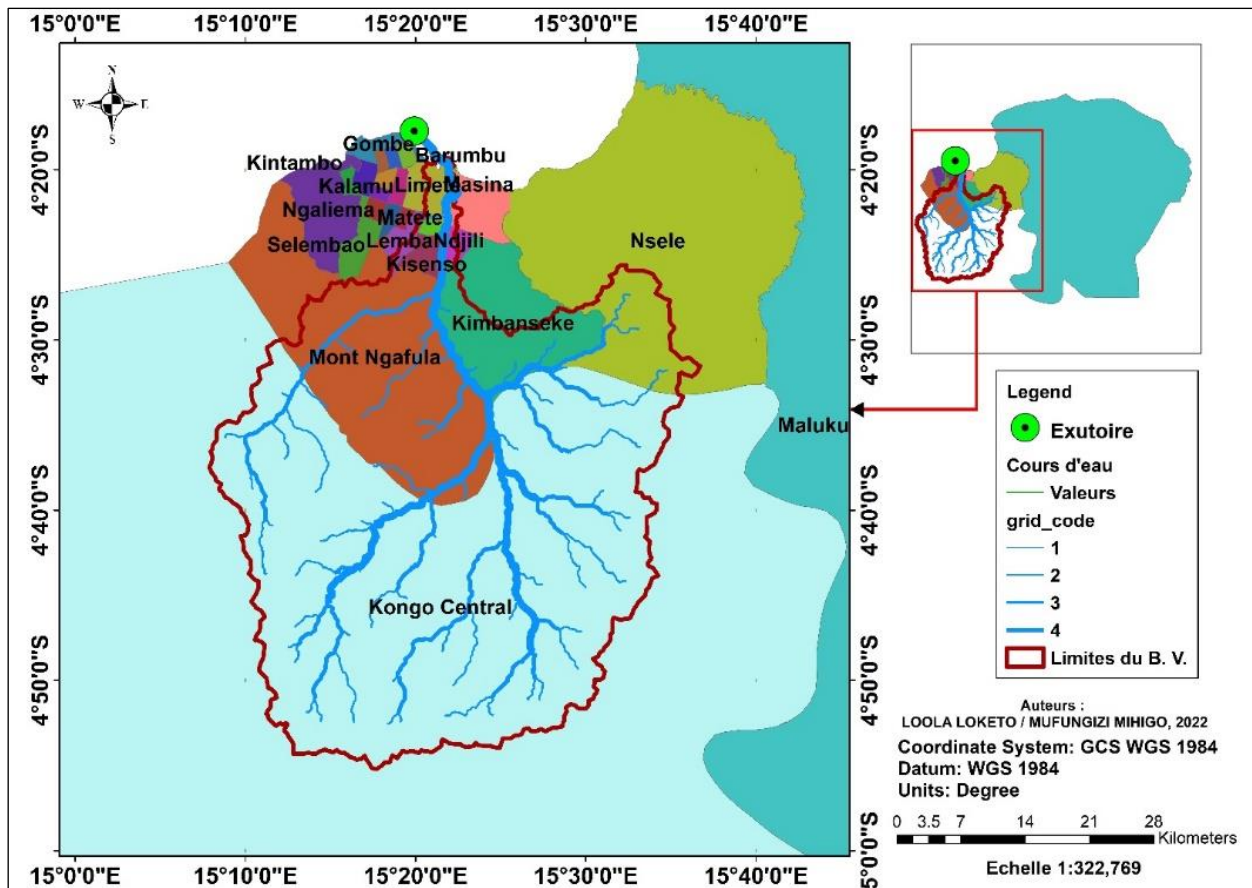 15°0'0"E 15°10'0"E 15°20'0"E 15°30'0"E 15°40'0"E
N
W E
S
4°20'0"S 4°20'0"S
4°30'0"S 4°30'0"S
4°40'0"S 4°40'0"S
4°50'0"S 4°50'0"S
5°0'0"S
Gombe
Barumbu
Kintambo
Kalamu Limete Masina
Ngaliema Matete
Selembao Lemba Ndjili
Kisenso
Nsele
Kimbanseke
Mont Ngafula
Maluku
Kongo Central
15°0'0"E 15°10'0"E 15°20'0"E 15°30'0"E 15°40'0"E
Legend
Exutoire
Cours d'eau
Valeurs
grid_code
1
2
3
4
Limites du B. V.
Auteurs :
LOOLA LOKETO / MUFUNGIZI MIHIGO, 2022
Coordinate System: GCS WGS 1984
Datum: WGS 1984
Units: Degree
0 3.5 7 14 21 28
Kilometers
Echelle 1:322,769